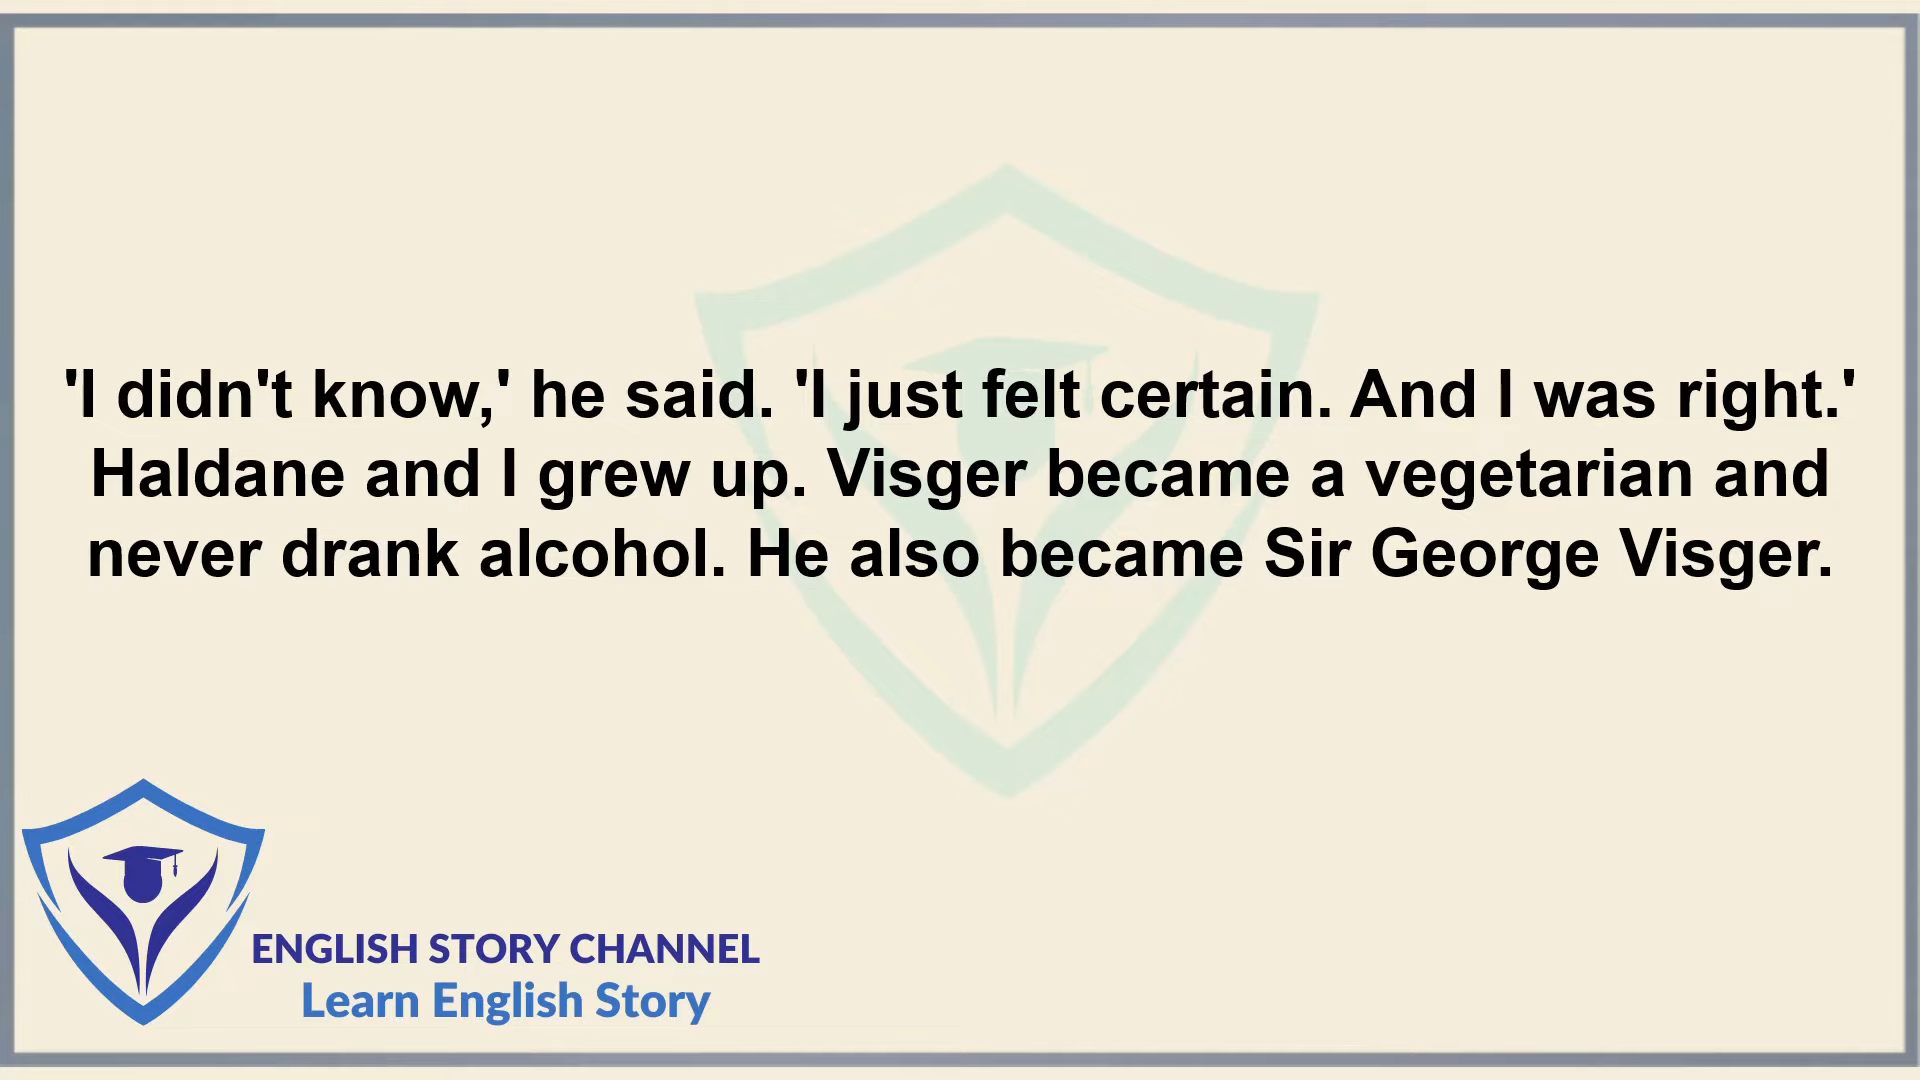 'I didn't know,' he said. 'I just felt certain. And I was right.'
Haldane and I grew up. Visger became a vegetarian and
never drank alcohol. He also became Sir George Visger.
ENGLISH STORY CHANNEL
Learn English Story